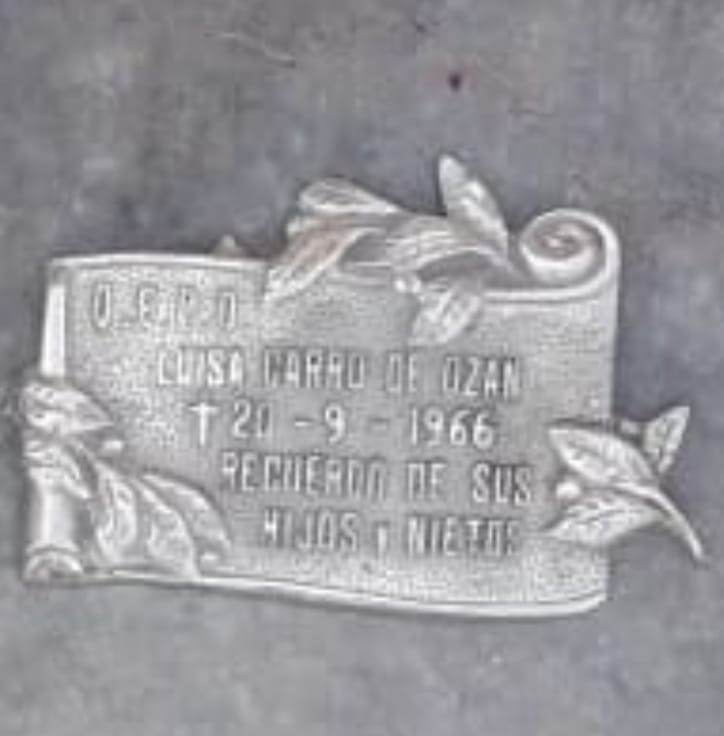 Q.E.P.D
LUISA CARRO DE OZAN
† 20 - 9 - 1966
RECUERDO DE SUS
HIJOS y NIETOS